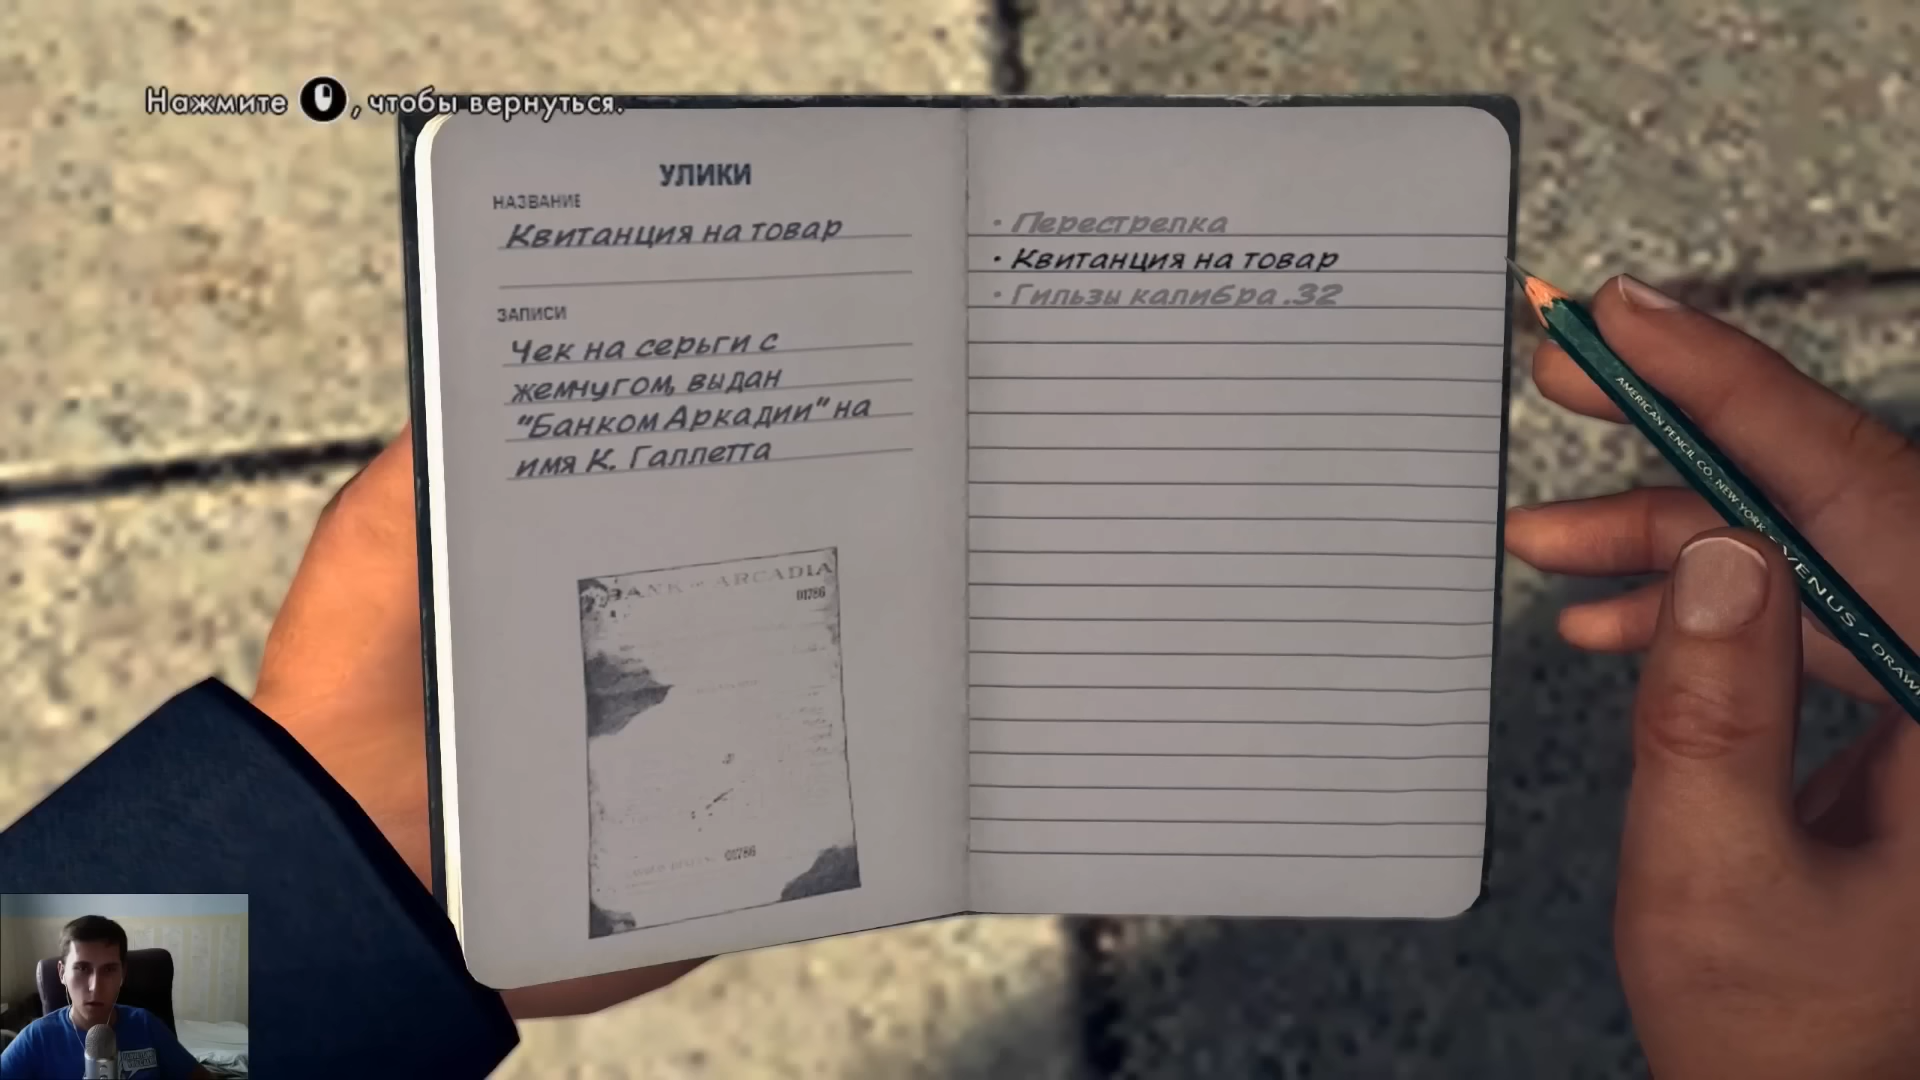 Нажмите , чтобы вернуться.
УЛИКИ
НАЗВАНИЕ
Квитанция на товар
ЗАПИСИ
Чек на серьги с
жемчугом, выдан
"Банком Аркадии" на
имя К. Галлетта
BANK OF ARCADIA
01786
01786
• Перестрелка
• Квитанция на товар
• Гильзы калибра .32
AMERICAN PENCIL CO. NEW YORK
VENUS / DRAW